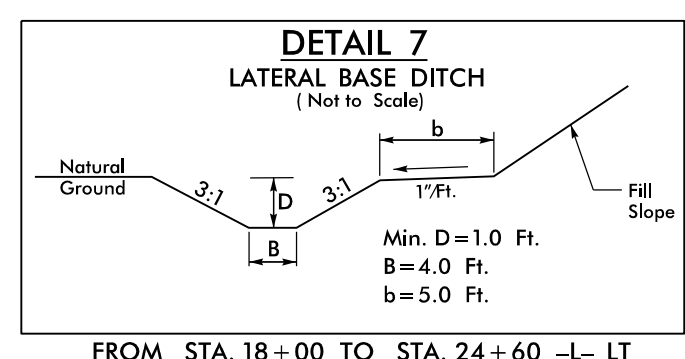 DETAIL 7
LATERAL BASE DITCH
( Not to Scale)
b
Natural
Ground
3:1
D
3:1
1"/Ft.
Fill
Slope
B
Min. D=1.0 Ft.
B=4.0 Ft.
b=5.0 Ft.
FROM STA. 18+00 TO STA. 24+60 -L- LT